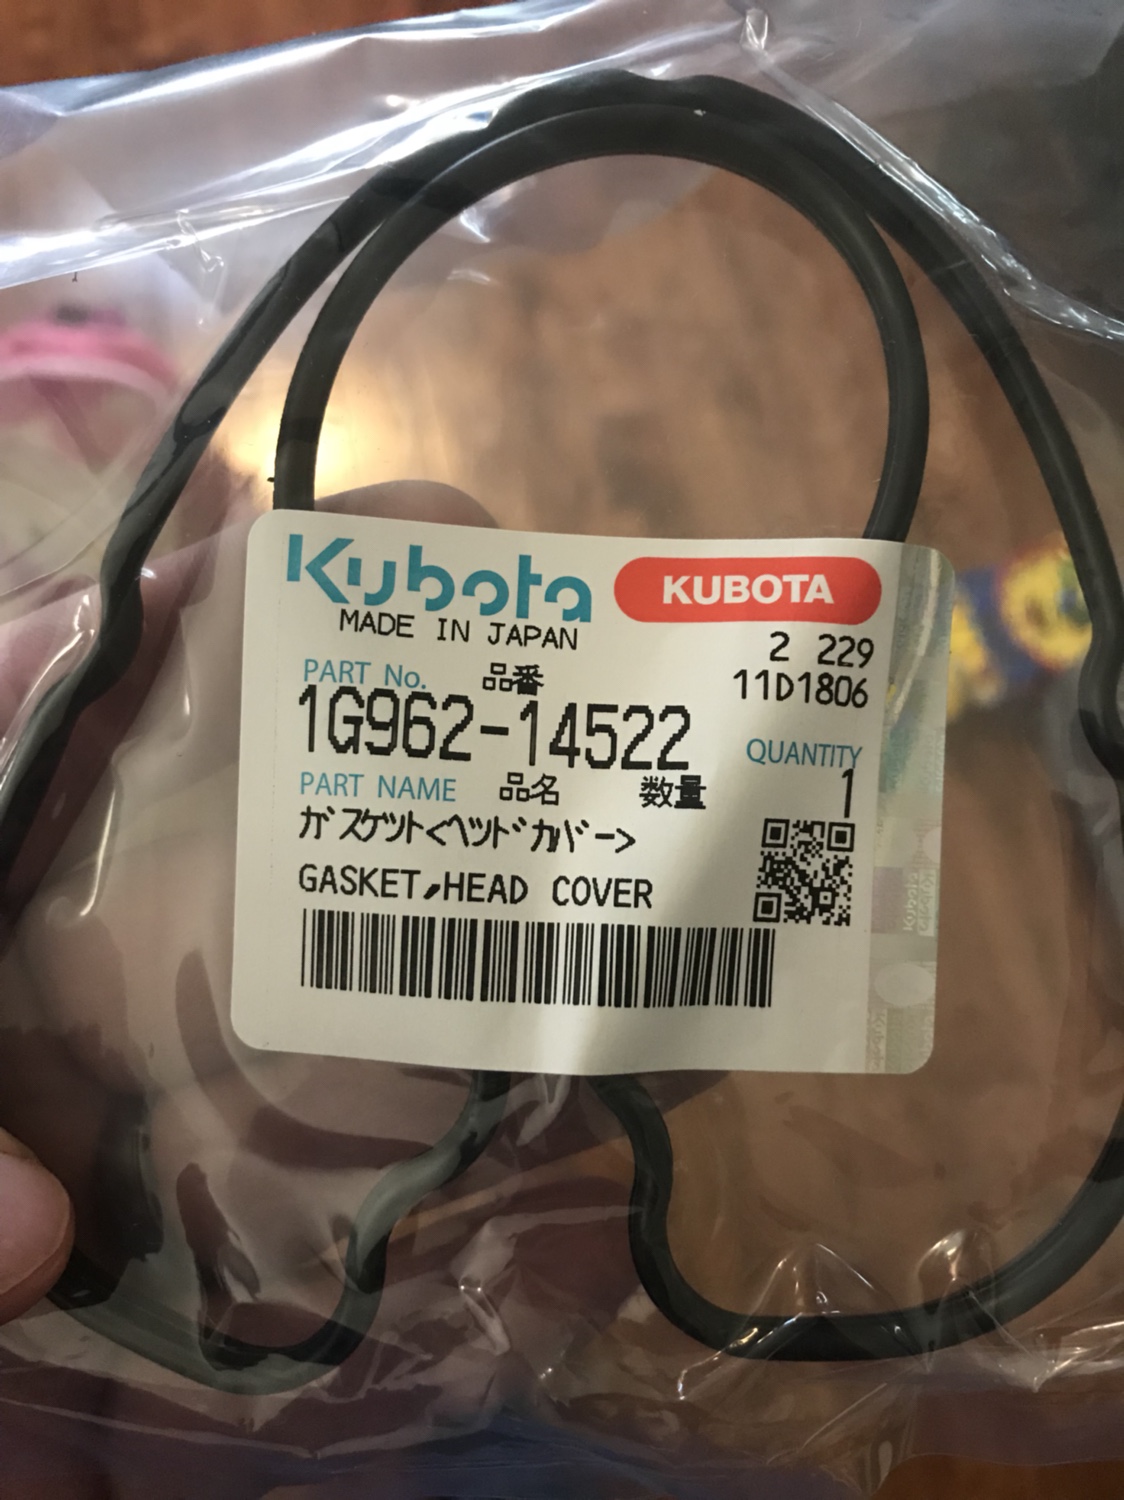 Kubota KUBOTA
MADE IN JAPAN 2 229
11D1806
PART No. 品番
1G962-14522
QUANTITY
PART NAME 品名 数量 1
ガスケット<ヘツドカバー>
GASKET,HEAD COVER